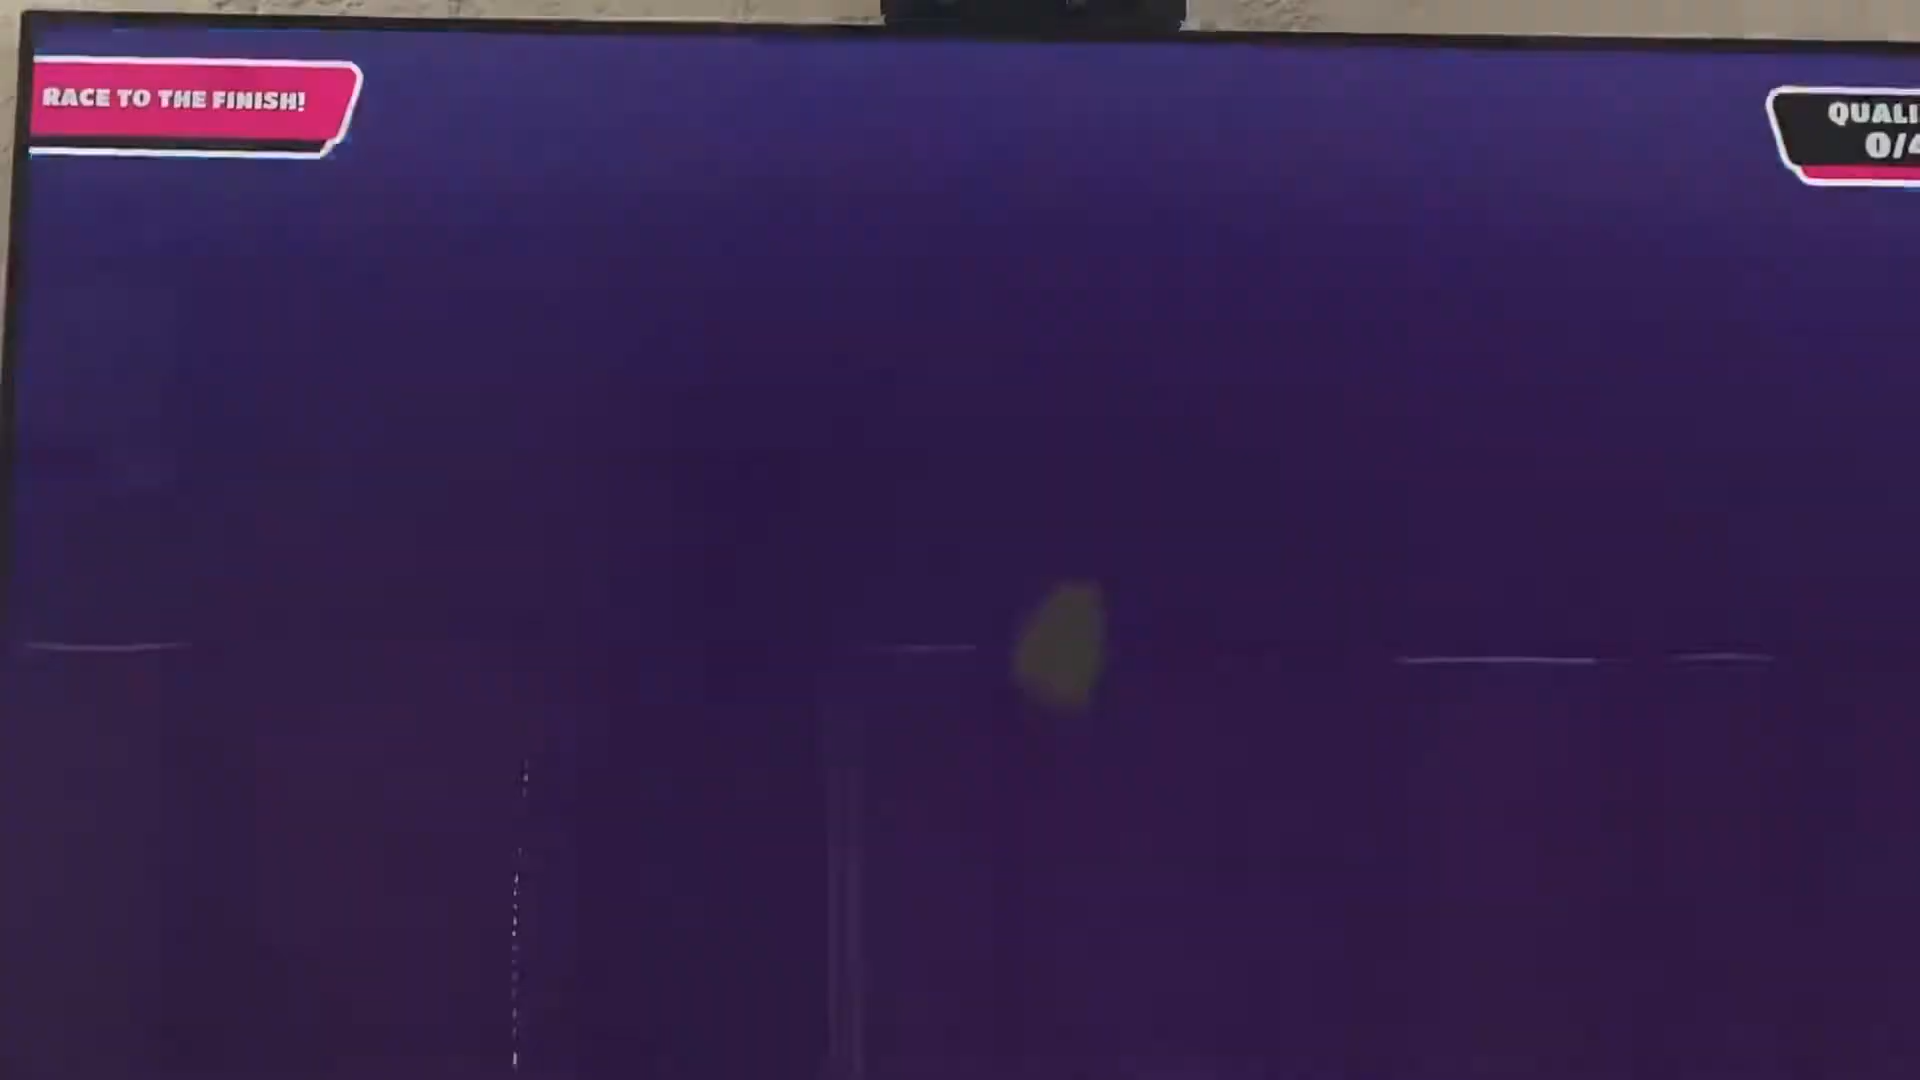 RACE TO THE FINISH!
QUALI
0/4